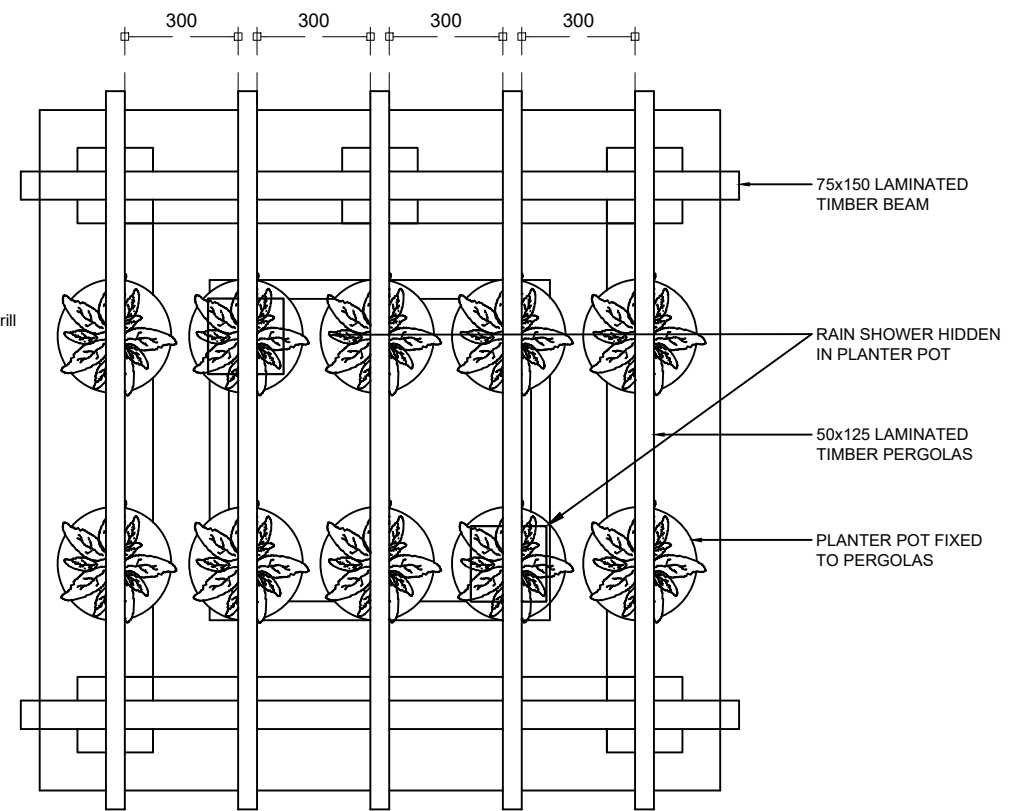 300 300 300 300
75x150 LAMINATED
TIMBER BEAM
rill
RAIN SHOWER HIDDEN
IN PLANTER POT
50x125 LAMINATED
TIMBER PERGOLAS
PLANTER POT FIXED
TO PERGOLAS